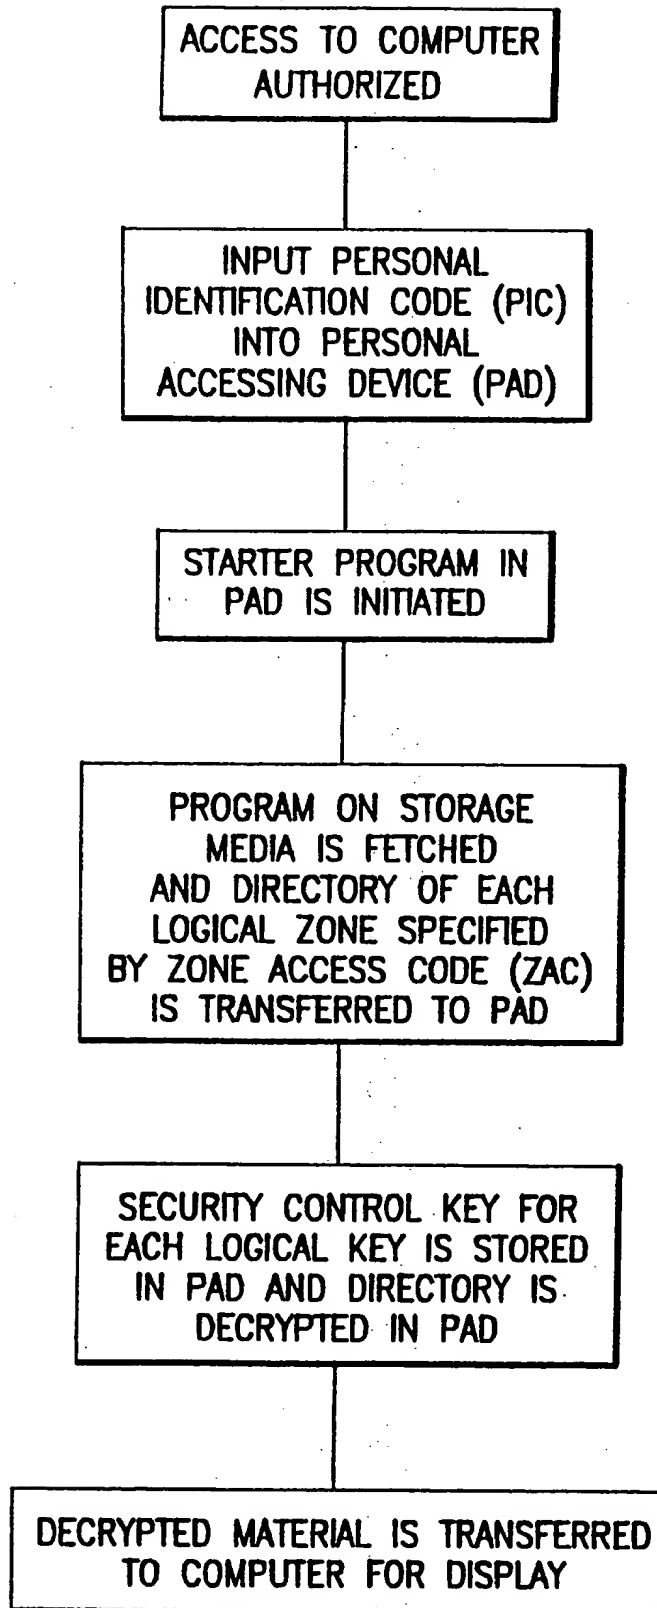 ACCESS TO COMPUTER
AUTHORIZED
INPUT PERSONAL
IDENTIFICATION CODE (PIC)
INTO PERSONAL
ACCESSING DEVICE (PAD)
STARTER PROGRAM IN
PAD IS INITIATED
PROGRAM ON STORAGE
MEDIA IS FETCHED
AND DIRECTORY OF EACH
LOGICAL ZONE SPECIFIED
BY ZONE ACCESS CODE (ZAC)
IS TRANSFERRED TO PAD
SECURITY CONTROL KEY FOR
EACH LOGICAL KEY IS STORED
IN PAD AND DIRECTORY IS
DECRYPTED IN PAD
DECRYPTED MATERIAL IS TRANSFERRED
TO COMPUTER FOR DISPLAY